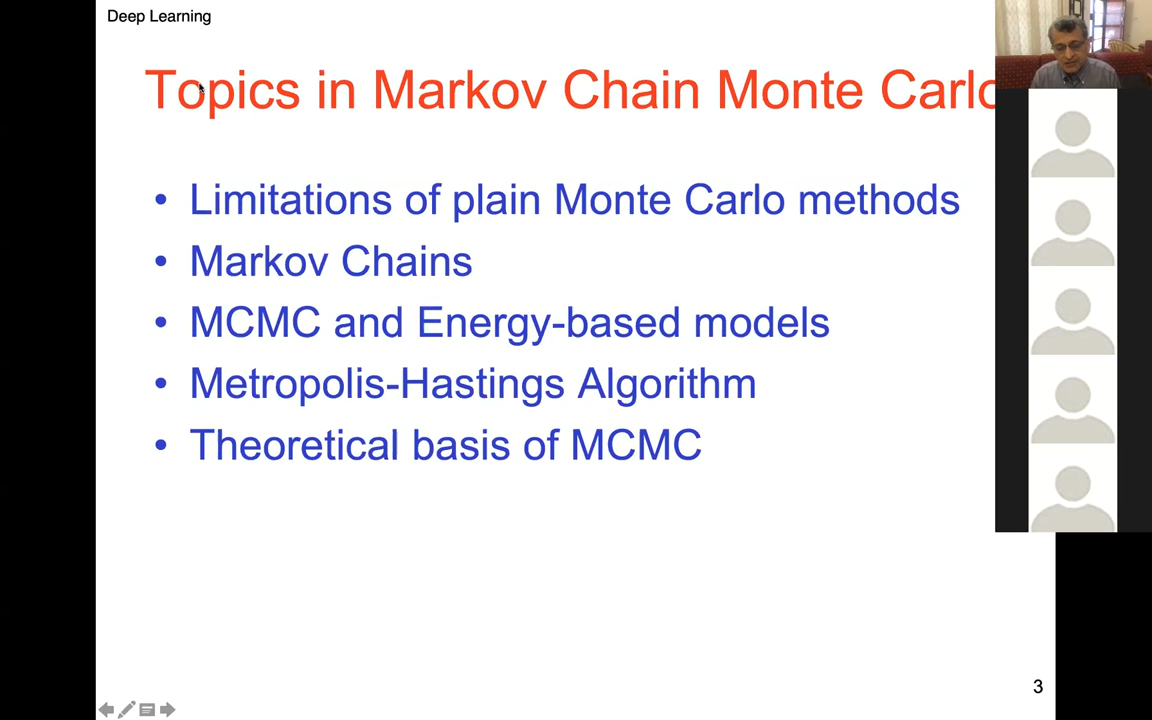 Deep Learning
Topics in Markov Chain Monte Carlo
• Limitations of plain Monte Carlo methods
• Markov Chains
• MCMC and Energy-based models
• Metropolis-Hastings Algorithm
• Theoretical basis of MCMC
3